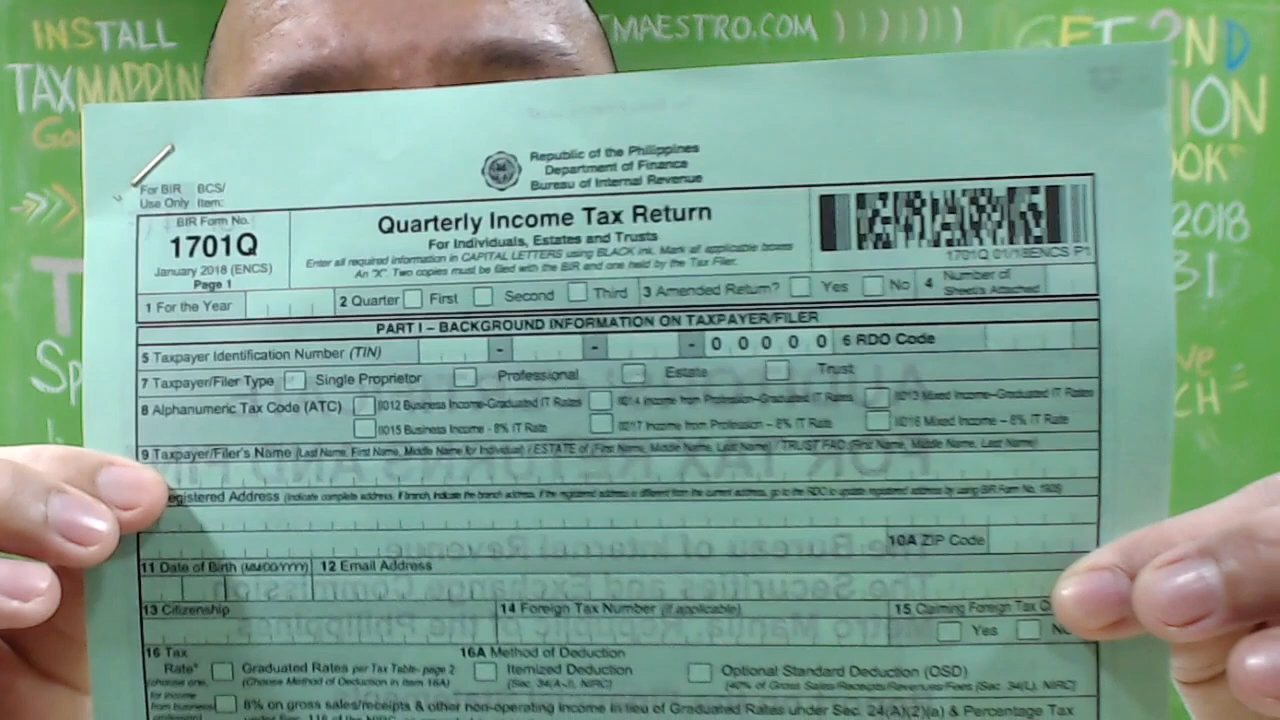 INSTALL
TAXMAPPIN
Go
Sp
MAESTRO.COM ) ) ) ) ) ) )
GET 2ND
ION
OOK
2018
31
ve
CH =
Republic of the Philippines
Department of Finance
Bureau of Internal Revenue
For BIR BCS/
Use Only Item:
BIR Form No.
1701Q
January 2018 (ENCS)
Page 1
Quarterly Income Tax Return
For Individuals, Estates and Trusts
Enter all required information in CAPITAL LETTERS using BLACK ink. Mark all applicable boxes
An "X". Two copies must be filed with the BIR and one held by the Tax Filer.
1701Q 01/18ENCS P1
1 For the Year 2 Quarter First Second Third 3 Amended Return? Yes No 4 Number of
Sheet/s Attached
PART I – BACKGROUND INFORMATION ON TAXPAYER/FILER
5 Taxpayer Identification Number (TIN) - - - 0 0 0 0 0 6 RDO Code
7 Taxpayer/Filer Type Single Proprietor Professional Estate Trust
8 Alphanumeric Tax Code (ATC) II012 Business Income-Graduated IT Rates II014 Income from Profession–Graduated IT Rates II013 Mixed Income–Graduated IT Rates
II015 Business Income - 8% IT Rate II017 Income from Profession – 8% IT Rate II016 Mixed Income – 8% IT Rate
9 Taxpayer/Filer's Name (Last Name, First Name, Middle Name for Individual) / ESTATE of (First Name, Middle Name, Last Name) / TRUST FAO (First Name, Middle Name, Last Name)
egistered Address (Indicate complete address. If branch, indicate the branch address. If the registered address is different from the current address, go to the RDO to update registered address by using BIR Form No. 1905)
10A ZIP Code
11 Date of Birth (MM/DD/YYYY) 12 Email Address
13 Citizenship 14 Foreign Tax Number (if applicable) 15 Claiming Foreign Tax C
Yes No
16 Tax
Rate*
(choose one,
for income
from business/
Graduated Rates per Tax Table- page 2
(Choose Method of Deduction in Item 16A)
16A Method of Deduction
Itemized Deduction
(Sec. 34(A-J), NIRC)
Optional Standard Deduction (OSD)
(40% of Gross Sales/Receipts/Revenues/Fees [Sec. 34(L), NIRC)
8% on gross sales/receipts & other non-operating income in lieu of Graduated Rates under Sec. 24(A)(2)(a) & Percentage Tax